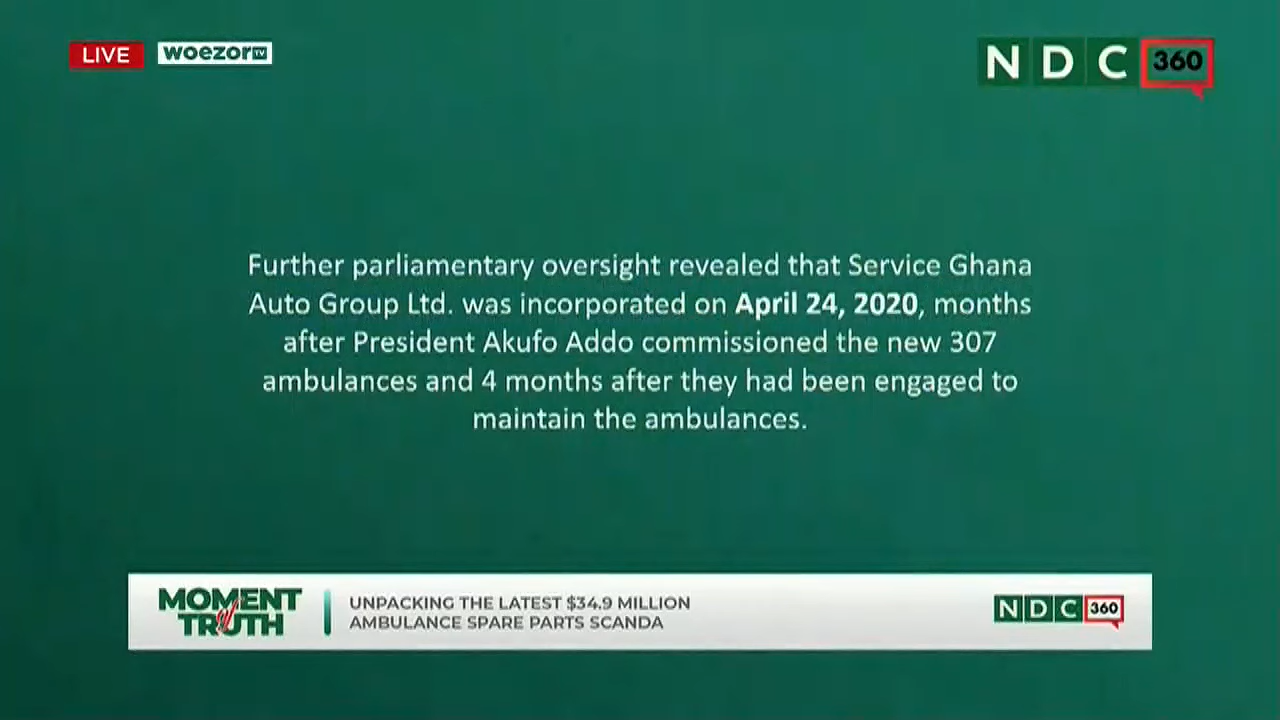 LIVE
woezor TV
NDC 360
Further parliamentary oversight revealed that Service Ghana
Auto Group Ltd. was incorporated on April 24, 2020, months
after President Akufo Addo commissioned the new 307
ambulances and 4 months after they had been engaged to
maintain the ambulances.
MOMENT
of
TRUTH
UNPACKING THE LATEST $34.9 MILLION
AMBULANCE SPARE PARTS SCANDA
NDC 360